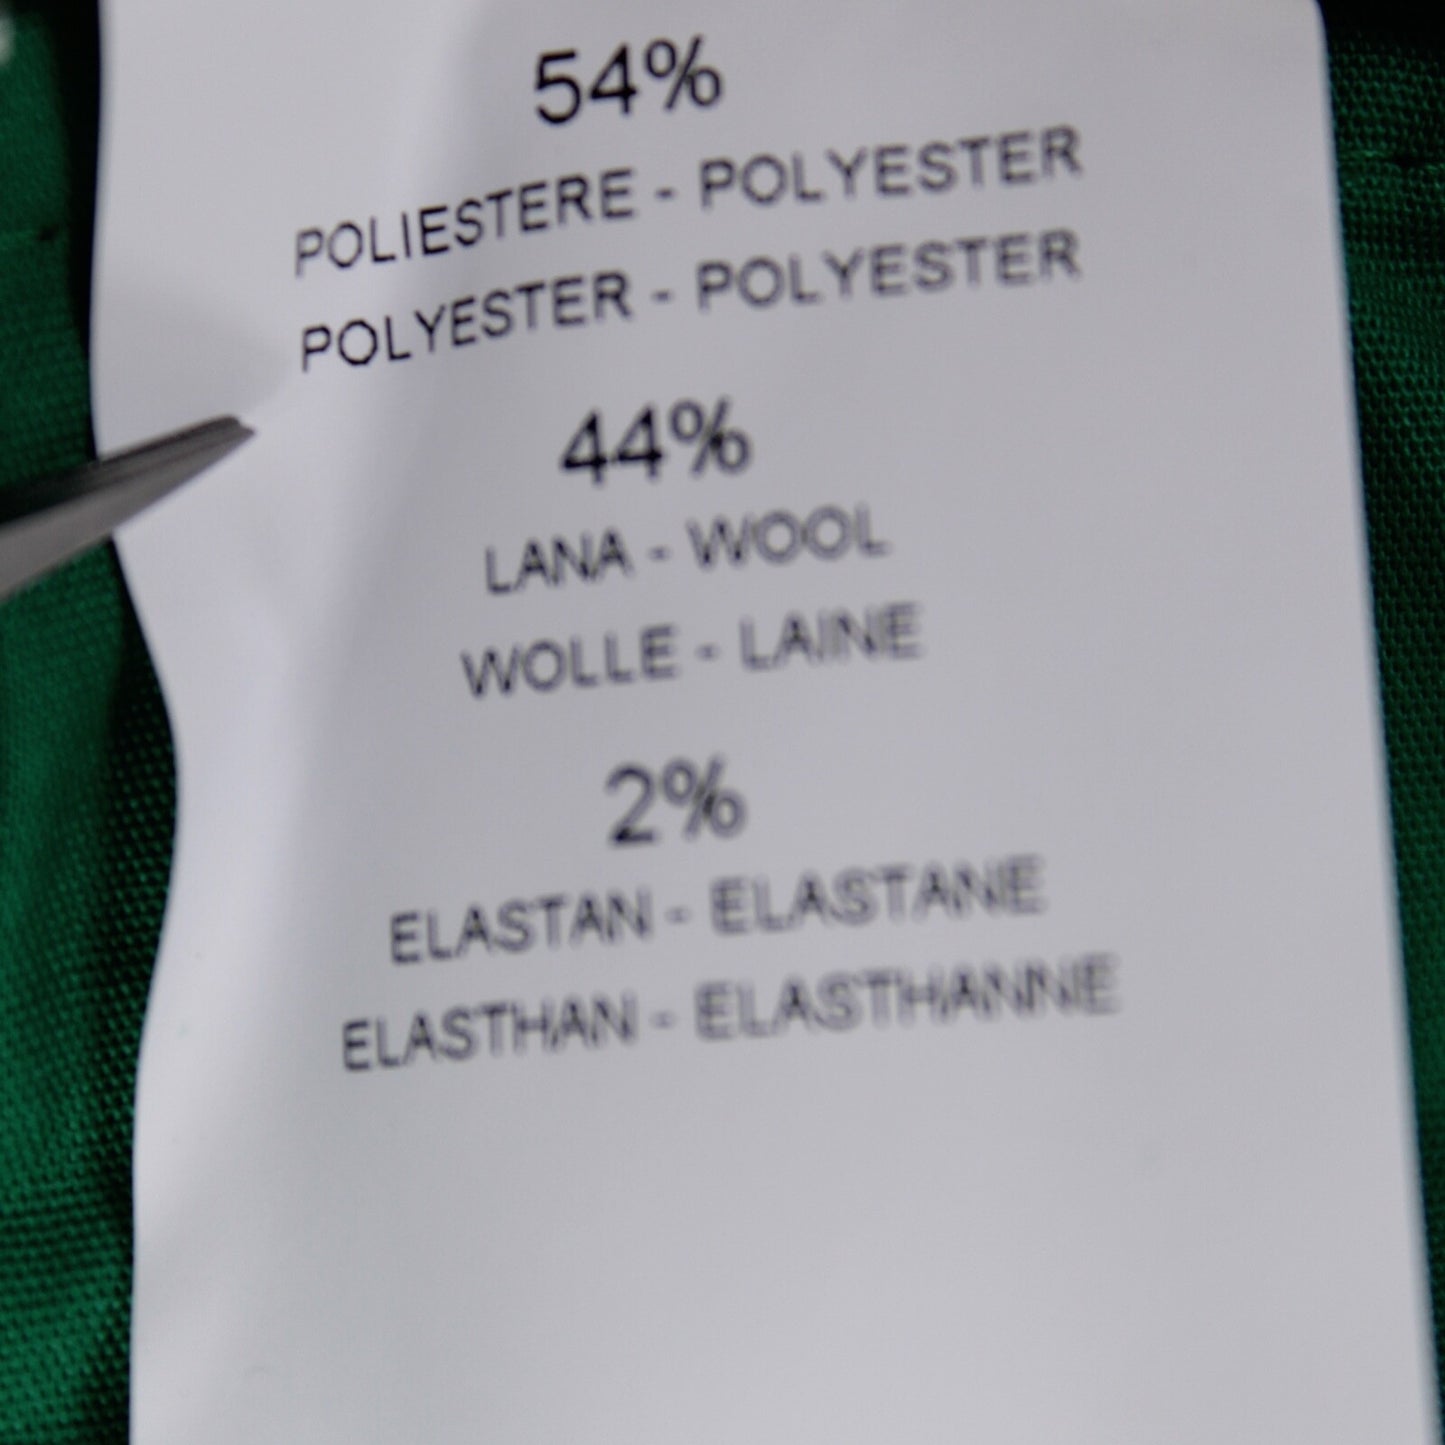 54%
POLIESTERE - POLYESTER
POLYESTER - POLYESTER
44%
LANA - WOOL
WOLLE - LAINE
2%
ELASTAN - ELASTANE
ELASTHAN - ELASTHANNE